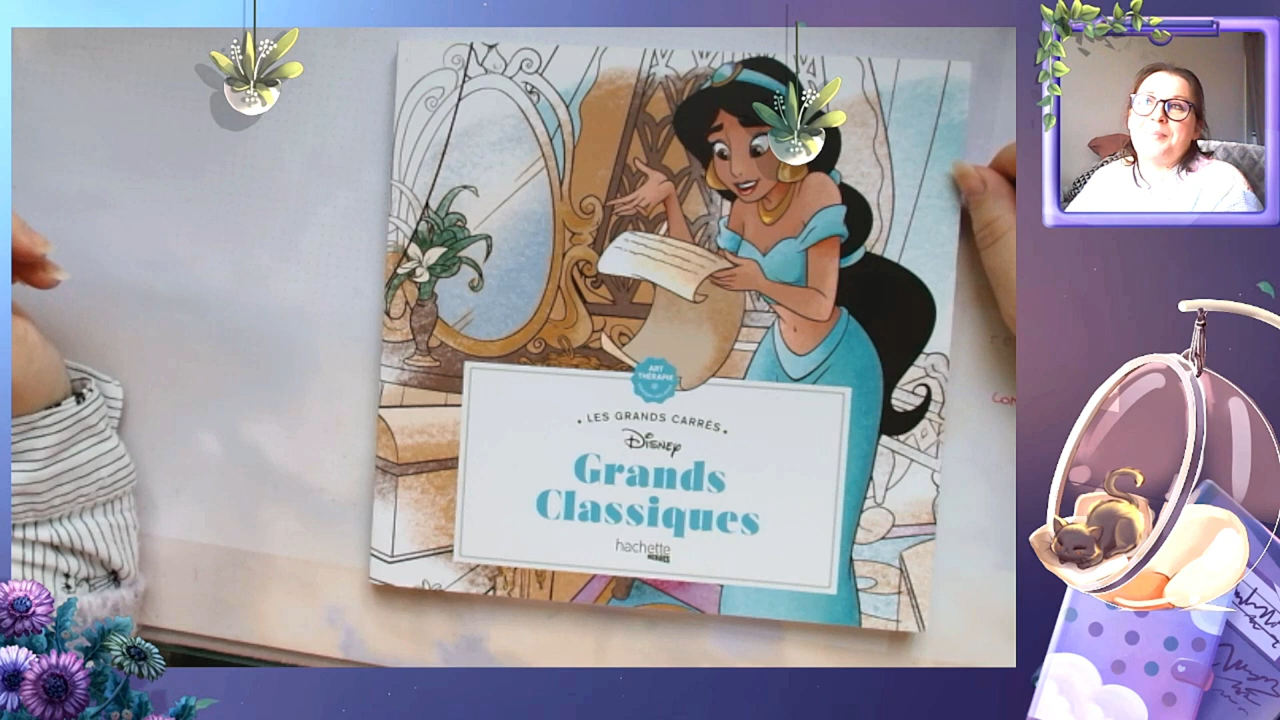 ART
THÉRAPIE
• LES GRANDS CARRÉS •
Disney
Grands
Classiques
hachette